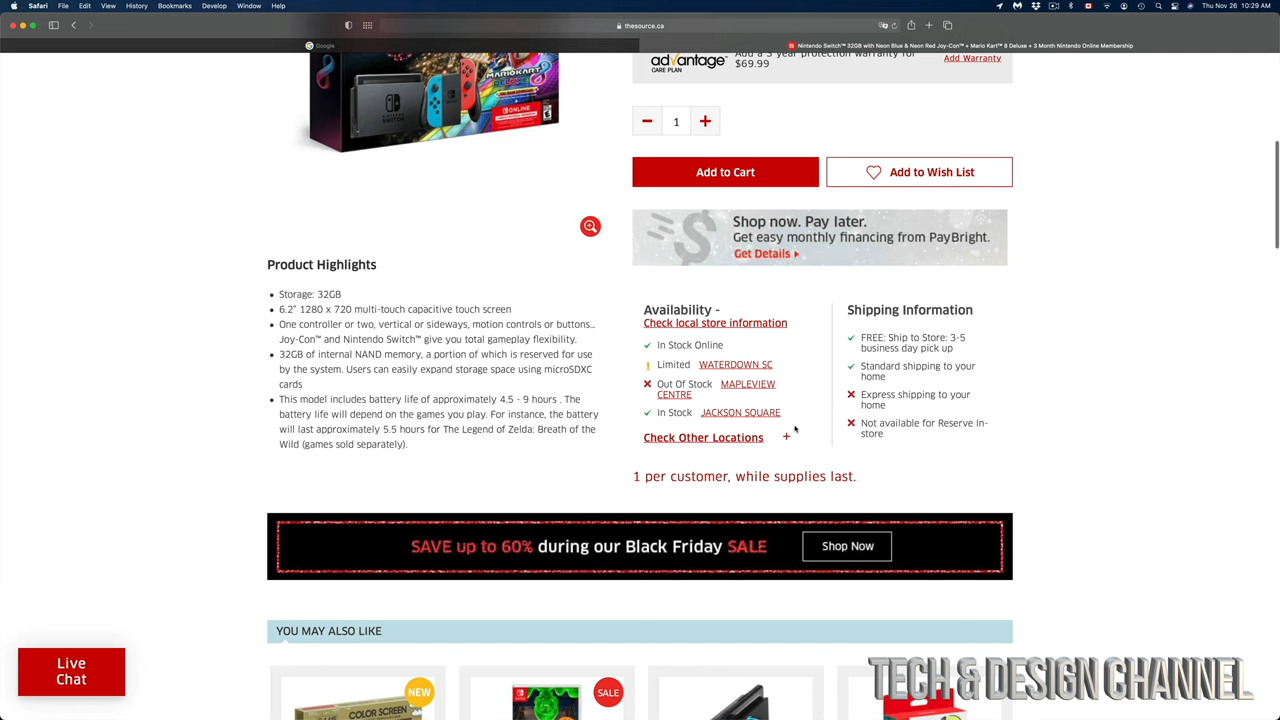 Safari File Edit View History Bookmarks Develop Window Help
Thu Nov 26 10:29 AM
thesource.ca
Google
Nintendo Switch™ 32GB with Neon Blue & Neon Red Joy-Con™ + Mario Kart™ 8 Deluxe + 3 Month Nintendo Online Membership
advantage
CARE PLAN
Add a 3 year protection warranty for
$69.99
Add Warranty
MARIOKART
DELUXE
NINTENDO
SWITCH
ONLINE
− 1 +
Add to Cart
Add to Wish List
Shop now. Pay later.
Get easy monthly financing from PayBright.
Get Details
Product Highlights
• Storage: 32GB
• 6.2” 1280 x 720 multi-touch capacitive touch screen
• One controller or two, vertical or sideways, motion controls or buttons…
Joy-Con™ and Nintendo Switch™ give you total gameplay flexibility.
• 32GB of internal NAND memory, a portion of which is reserved for use
by the system. Users can easily expand storage space using microSDXC
cards
• This model includes battery life of approximately 4.5 - 9 hours . The
battery life will depend on the games you play. For instance, the battery
will last approximately 5.5 hours for The Legend of Zelda: Breath of the
Wild (games sold separately).
Availability -
Check local store information
In Stock Online
Limited WATERDOWN SC
Out Of Stock MAPLEVIEW
CENTRE
In Stock JACKSON SQUARE
Check Other Locations +
Shipping Information
FREE: Ship to Store: 3-5
business day pick up
Standard shipping to your
home
Express shipping to your
home
Not available for Reserve In-
store
1 per customer, while supplies last.
SAVE up to 60% during our Black Friday SALE
Shop Now
YOU MAY ALSO LIKE
NEW
SALE
COLOR SCREEN
Live
Chat
TECH & DESIGN CHANNEL